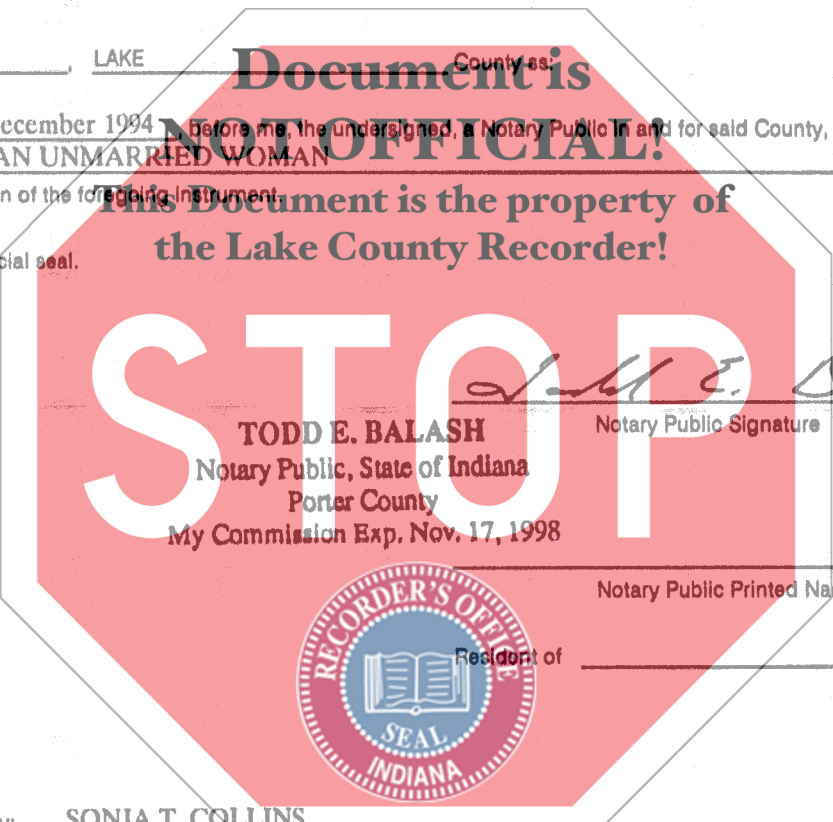 , LAKE County ss:
Document is
ecember 1994 , before me, the undersigned, a Notary Public in and for said County,
NOT OFFICIAL!
AN UNMARRIED WOMAN
n of the foregoing instrument.
This Document is the property of
the Lake County Recorder!
cial seal.
STOP
Todd E. B
TODD E. BALASH
Notary Public Signature
Notary Public, State of Indiana
Porter County
My Commission Exp. Nov. 17, 1998
Notary Public Printed Na
RECORDER'S OFFICE
Resident of
SEAL
INDIANA
SONJA T. COLLINS